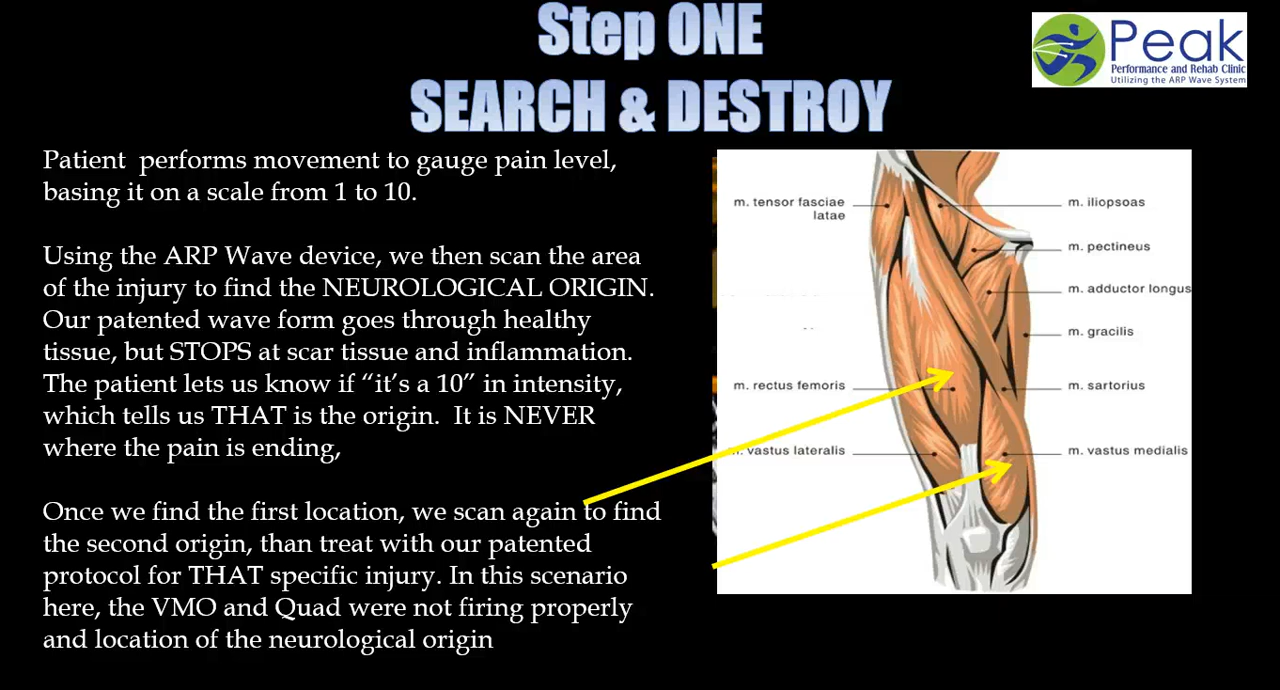 Step ONE
SEARCH & DESTROY
Peak
Performance and Rehab Clinic
Utilizing the ARP Wave System
Patient performs movement to gauge pain level,
basing it on a scale from 1 to 10.
Using the ARP Wave device, we then scan the area
of the injury to find the NEUROLOGICAL ORIGIN.
Our patented wave form goes through healthy
tissue, but STOPS at scar tissue and inflammation.
The patient lets us know if “it’s a 10” in intensity,
which tells us THAT is the origin. It is NEVER
where the pain is ending,
Once we find the first location, we scan again to find
the second origin, than treat with our patented
protocol for THAT specific injury. In this scenario
here, the VMO and Quad were not firing properly
and location of the neurological origin
m. tensor fasciae
latae
m. rectus femoris
m. vastus lateralis
m. iliopsoas
m. pectineus
m. adductor longus
m. gracilis
m. sartorius
m. vastus medialis